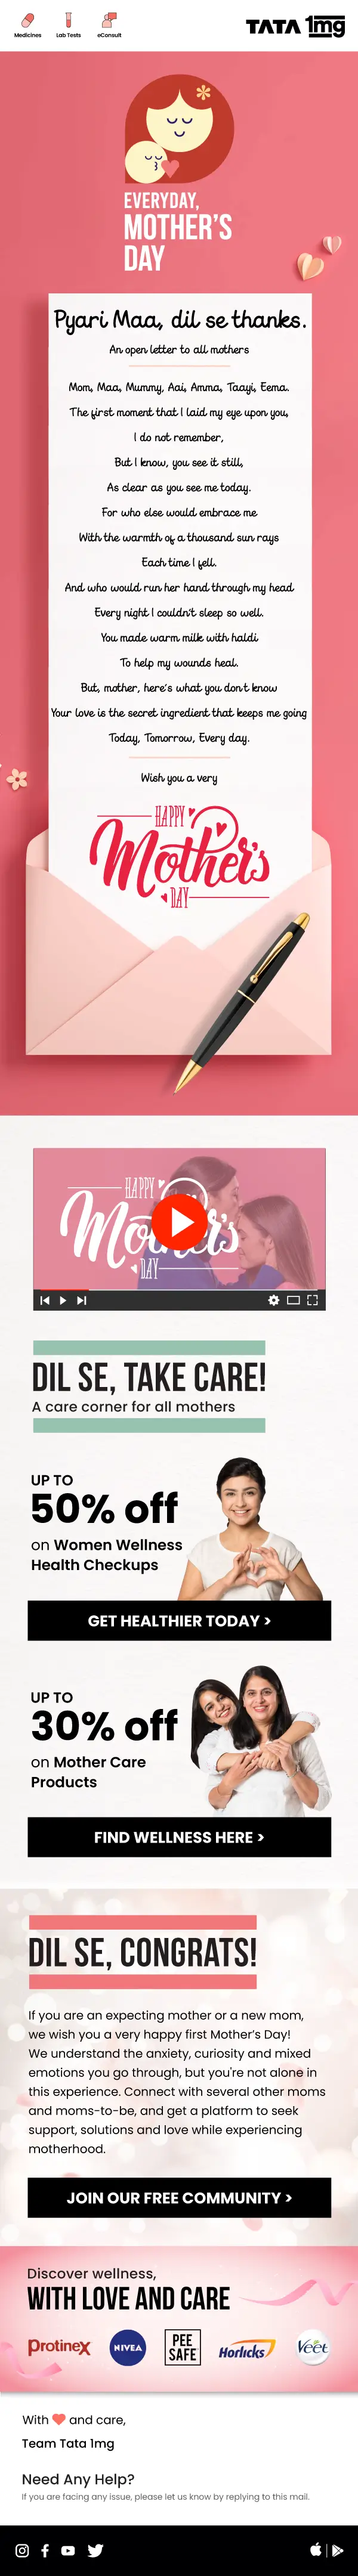 Medicines
Lab Tests
eConsult
TATA 1mg
EVERYDAY,
MOTHER'S
DAY
Pyari Maa, dil se thanks.
An open letter to all mothers
Mom, Maa, Mummy, Aai, Amma, Taayi, Eema.
The first moment that I laid my eye upon you,
I do not remember,
But I know, you see it still,
As clear as you see me today.
For who else would embrace me
With the warmth of a thousand sun rays
Each time I fell.
And who would run her hand through my head
Every night I couldn't sleep so well.
You made warm milk with haldi
To help my wounds heal.
But, mother, here's what you don't know
Your love is the secret ingredient that keeps me going
Today, Tomorrow, Every day.
Wish you a very
HAPPY
Mother's
DAY
HAPPY
Mother's
DAY
DIL SE, TAKE CARE!
A care corner for all mothers
UP TO
50% off
on Women Wellness
Health Checkups
GET HEALTHIER TODAY >
UP TO
30% off
on Mother Care
Products
FIND WELLNESS HERE >
DIL SE, CONGRATS!
If you are an expecting mother or a new mom,
we wish you a very happy first Mother's Day!
We understand the anxiety, curiosity and mixed
emotions you go through, but you're not alone in
this experience. Connect with several other moms
and moms-to-be, and get a platform to seek
support, solutions and love while experiencing
motherhood.
JOIN OUR FREE COMMUNITY >
Discover wellness,
WITH LOVE AND CARE
Protinex
NIVEA
PEE
SAFE
Horlicks
Veet
With ❤ and care,
Team Tata 1mg
Need Any Help?
If you are facing any issue, please let us know by replying to this mail.